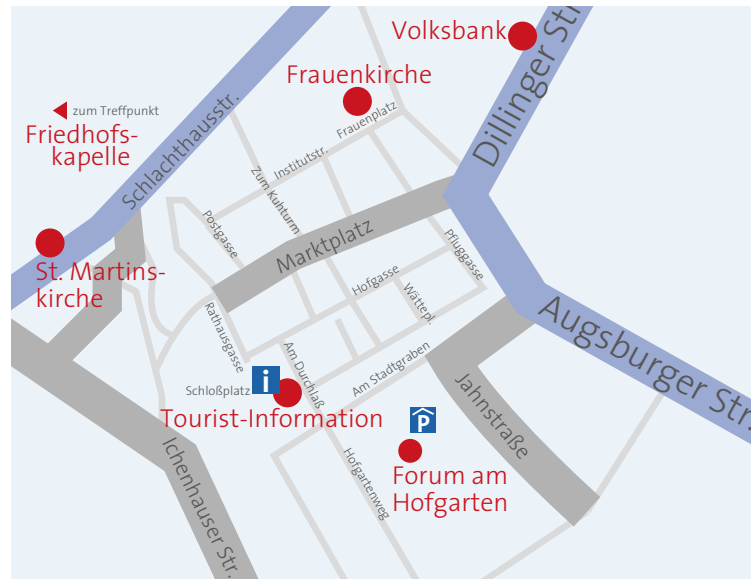 Volksbank
Dillinger Str
Frauenkirche
zum Treffpunkt
Friedhofs-
kapelle
Schlachthausstr.
Frauenplatz
Institutstr.
Zum Kuhturm
Postgasse
Marktplatz
Pfluggasse
St. Martins-
kirche
Hofgasse
Wättepl.
Rathausgasse
Augsburger Str.
Am Durchlaß
Am Stadtgraben
Schloßplatz
i
Jahnstraße
Tourist-Information
P
Ichenhauser Str.
Hofgartenweg
Forum am
Hofgarten